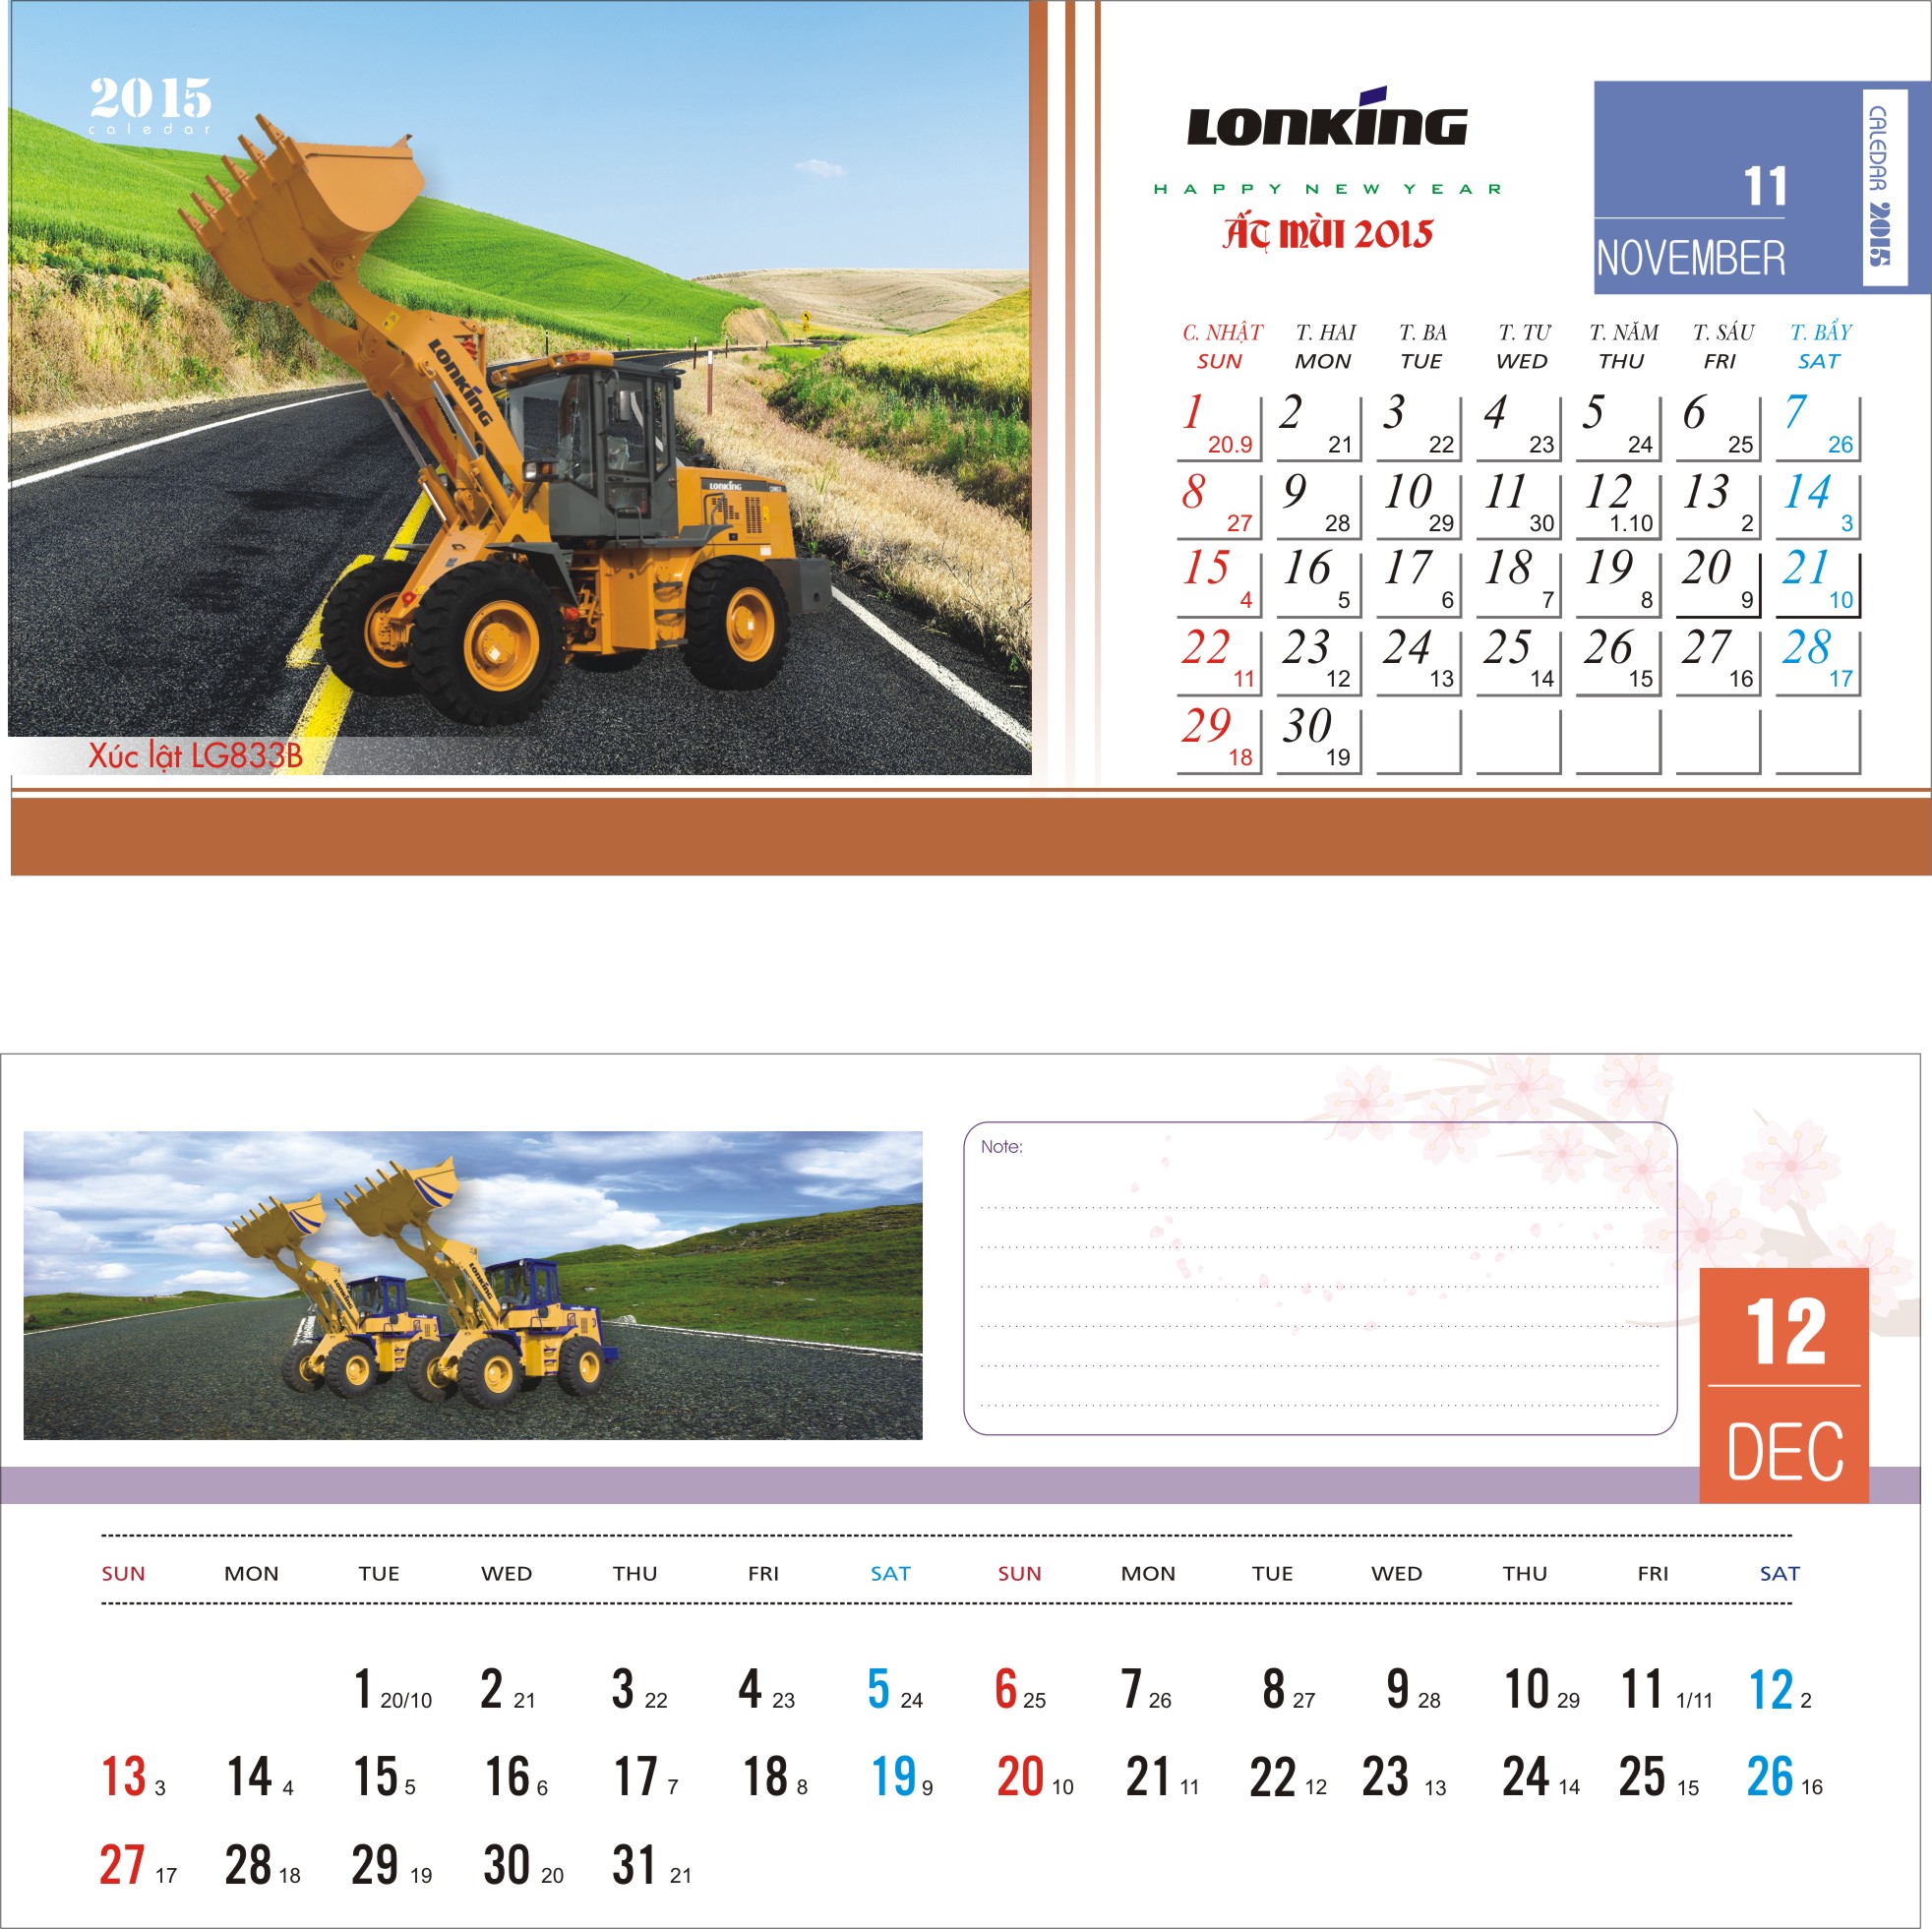 2015
caledar
LONKING
LONKING
Xúc lật LG833B
LONKING
HAPPY NEW YEAR
ẤT MÙI 2015
11
NOVEMBER
CALEDAR 2015
C. NHẬT T. HAI T. BA T. TƯ T. NĂM T. SÁU T. BẨY
SUN MON TUE WED THU FRI SAT
1 2 3 4 5 6 7
20.9 21 22 23 24 25 26
8 9 10 11 12 13 14
27 28 29 30 1.10 2 3
15 16 17 18 19 20 21
4 5 6 7 8 9 10
22 23 24 25 26 27 28
11 12 13 14 15 16 17
29 30
18 19
LONKING
LONKING
Note:
12
DEC
SUN MON TUE WED THU FRI SAT SUN MON TUE WED THU FRI SAT
1 20/10 2 21 3 22 4 23 5 24 6 25 7 26 8 27 9 28 10 29 11 1/11 12 2
13 3 14 4 15 5 16 6 17 7 18 8 19 9 20 10 21 11 22 12 23 13 24 14 25 15 26 16
27 17 28 18 29 19 30 20 31 21